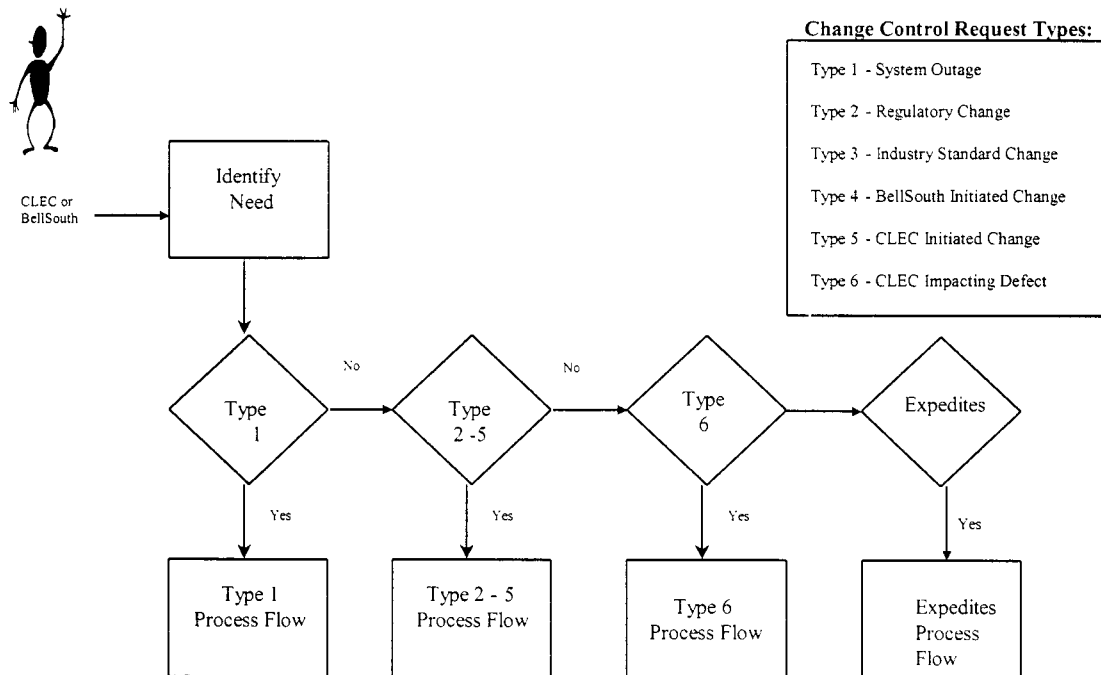 Change Control Request Types:
Type 1 - System Outage
Type 2 - Regulatory Change
Type 3 - Industry Standard Change
Type 4 - BellSouth Initiated Change
Type 5 - CLEC Initiated Change
Type 6 - CLEC Impacting Defect
CLEC or
BellSouth
Identify
Need
Type
1
No
Type
2 -5
No
Type
6
Expedites
Yes
Yes
Yes
Yes
Type 1
Process Flow
Type 2 - 5
Process Flow
Type 6
Process Flow
Expedites
Process
Flow